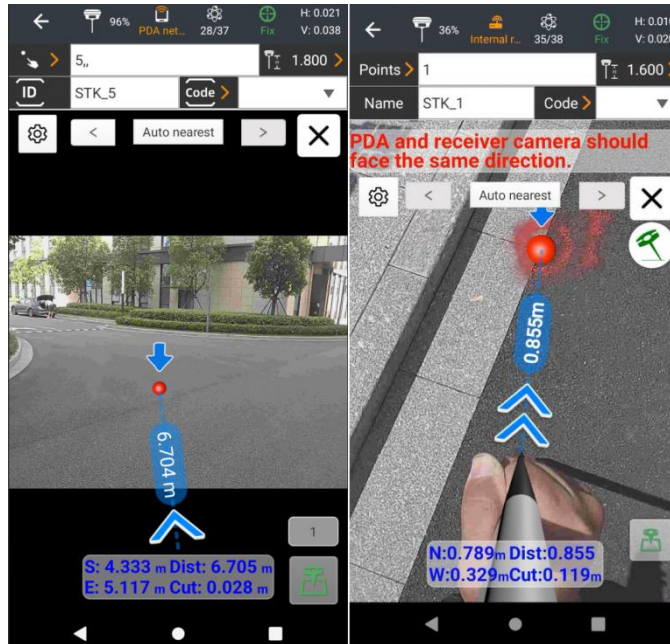 96%
PDA net...
28/37
Fix
H: 0.021
V: 0.038
5,,
1.800
ID
STK_5
Code
< Auto nearest >
6.704 m
1
S: 4.333 m Dist: 6.705 m
E: 5.117 m Cut: 0.028 m
36%
Internal r...
35/38
Fix
Points
1
1.600
Name
STK_1
Code
PDA and receiver camera should
face the same direction.
< Auto nearest >
0.855m
N:0.789m Dist:0.855
W:0.329mCut:0.119m